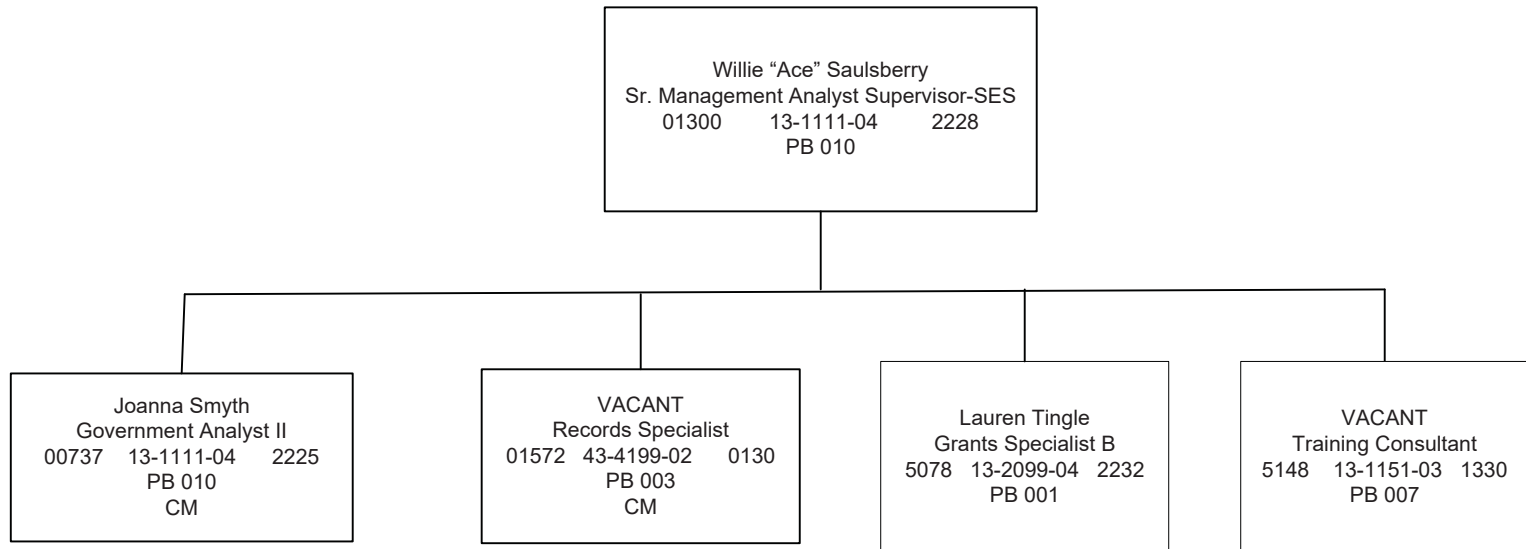 Willie “Ace” Saulsberry
Sr. Management Analyst Supervisor-SES
01300 13-1111-04 2228
PB 010
Joanna Smyth
Government Analyst II
00737 13-1111-04 2225
PB 010
CM
VACANT
Records Specialist
01572 43-4199-02 0130
PB 003
CM
Lauren Tingle
Grants Specialist B
5078 13-2099-04 2232
PB 001
VACANT
Training Consultant
5148 13-1151-03 1330
PB 007